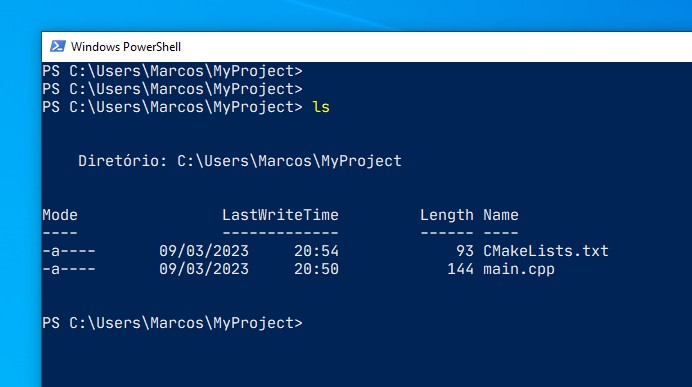 Windows PowerShell
PS C:\Users\Marcos\MyProject>
PS C:\Users\Marcos\MyProject>
PS C:\Users\Marcos\MyProject> ls
Diretório: C:\Users\Marcos\MyProject
Mode LastWriteTime Length Name
---- ------------- ------ ----
-a---- 09/03/2023 20:54 93 CMakeLists.txt
-a---- 09/03/2023 20:50 144 main.cpp
PS C:\Users\Marcos\MyProject>